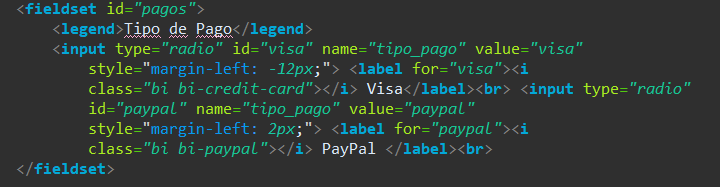 <fieldset id="pagos">
<legend>Tipo de Pago</legend>
<input type="radio" id="visa" name="tipo_pago" value="visa"
style="margin-left: -12px;"> <label for="visa"><i
class="bi bi-credit-card"></i> Visa</label><br> <input type="radio"
id="paypal" name="tipo_pago" value="paypal"
style="margin-left: 2px;"> <label for="paypal"><i
class="bi bi-paypal"></i> PayPal </label><br>
</fieldset>